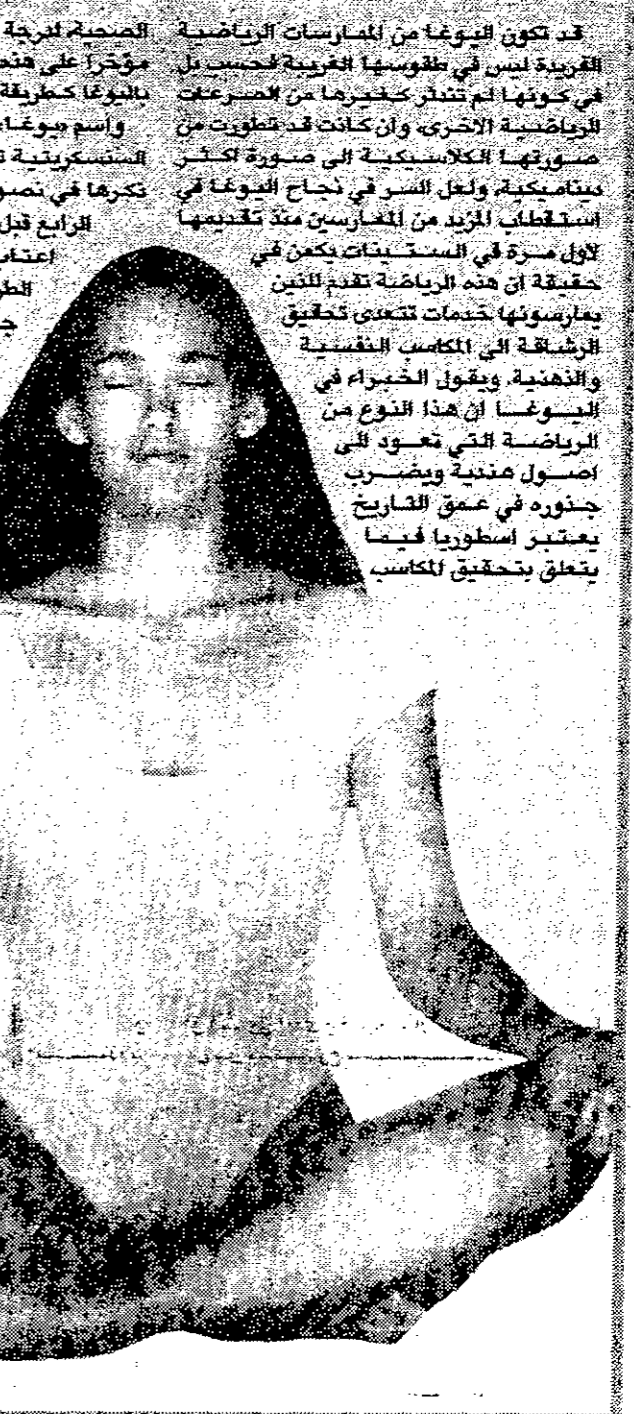 قد تكون اليوغا من الممارسات الرياضية
الفريدة ليس في طقوسها الغريبة فحسب بل
في كونها لم تندثر كغيرها من الصرعات
الرياضية الاخرى، وان كانت قد تطورت من
صورتها الكلاسيكية الى صورة اكثر
ديناميكية، ولعل السر في نجاح اليوغا في
استقطاب المزيد من الممارسين منذ تقديمها
لاول مرة في الستينات يكمن في
حقيقة ان هذه الرياضة تقدم للذين
يمارسونها خدمات تتعدى تحقيق
الرشاقة الى المكاسب النفسية
والذهنية. ويقول الخبراء في
اليوغا ان هذا النوع من
الرياضة التي تعود الى
اصول هندية ويضرب
جذوره في عمق التاريخ
يعتبر اسطوريا فيما
يتعلق بتحقيق المكاسب
الصحية، لدرجة
مؤخرا على هذه
باليوغا كطريقة
واسم «يوغا»
السنسكريتية
ذكرها في
الرابع قبل